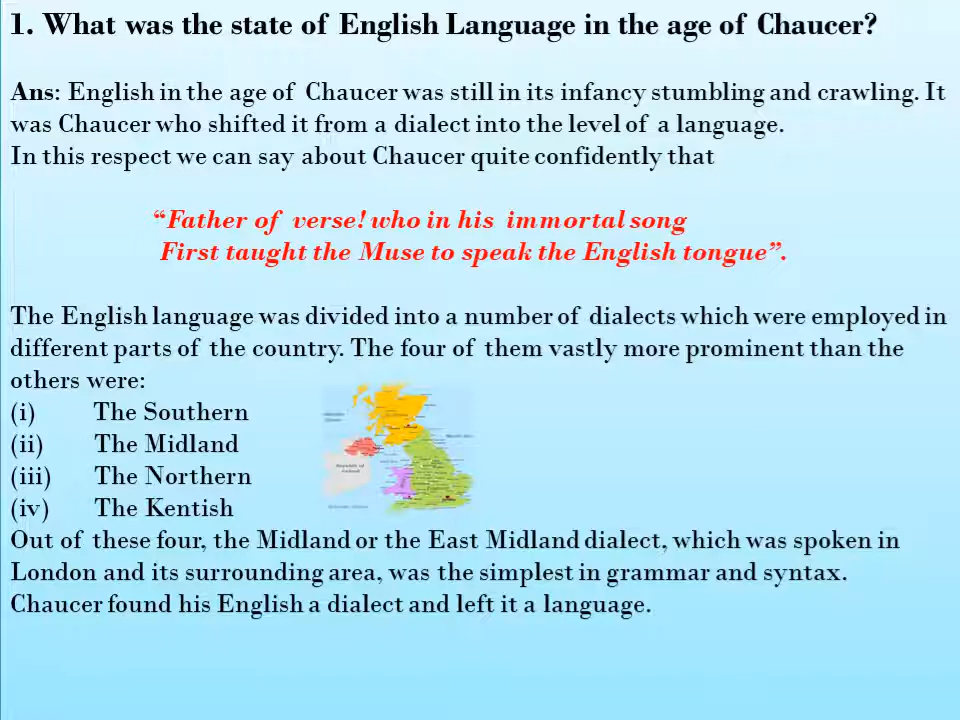 1. What was the state of English Language in the age of Chaucer?
Ans: English in the age of Chaucer was still in its infancy stumbling and crawling. It
was Chaucer who shifted it from a dialect into the level of a language.
In this respect we can say about Chaucer quite confidently that
“Father of verse! who in his immortal song
First taught the Muse to speak the English tongue”.
The English language was divided into a number of dialects which were employed in
different parts of the country. The four of them vastly more prominent than the
others were:
(i) The Southern
(ii) The Midland
(iii) The Northern
(iv) The Kentish
Out of these four, the Midland or the East Midland dialect, which was spoken in
London and its surrounding area, was the simplest in grammar and syntax.
Chaucer found his English a dialect and left it a language.